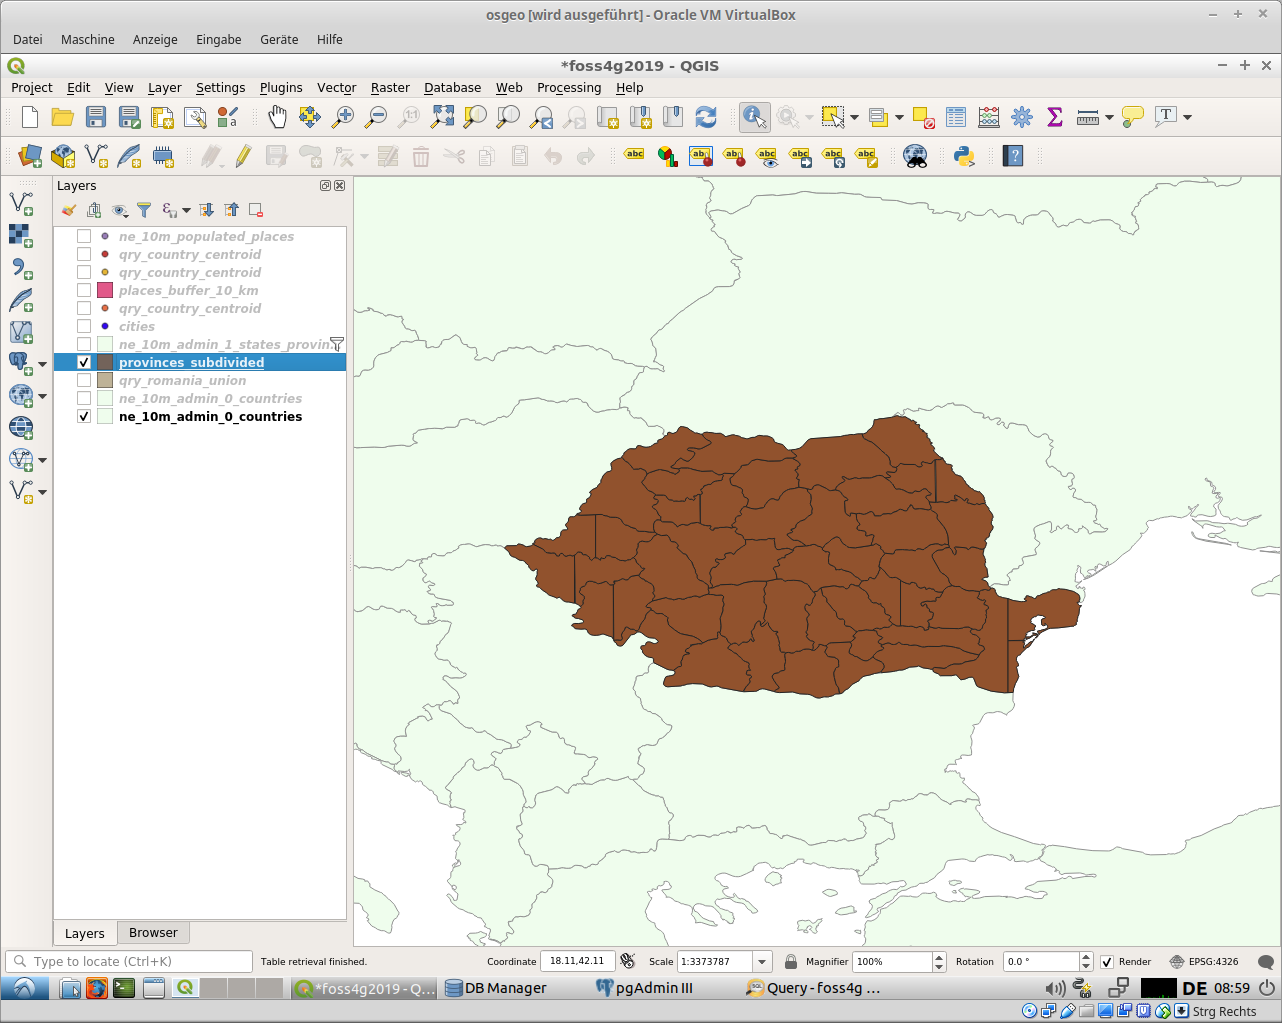 osgeo [wird ausgeführt] - Oracle VM VirtualBox
Datei Maschine Anzeige Eingabe Geräte Hilfe
*foss4g2019 - QGIS
Project Edit View Layer Settings Plugins Vector Raster Database Web Processing Help
Layers
ne_10m_populated_places
qry_country_centroid
qry_country_centroid
places_buffer_10_km
qry_country_centroid
cities
ne_10m_admin_1_states_provin...
provinces_subdivided
qry_romania_union
ne_10m_admin_0_countries
ne_10m_admin_0_countries
Layers Browser
Type to locate (Ctrl+K) Table retrieval finished. Coordinate 18.11,42.11 Scale 1:3373787 Magnifier 100% Rotation 0.0 ° Render EPSG:4326
*foss4g2019 - Q... DB Manager pgAdmin III Query - foss4g ... DE 08:59
Strg Rechts